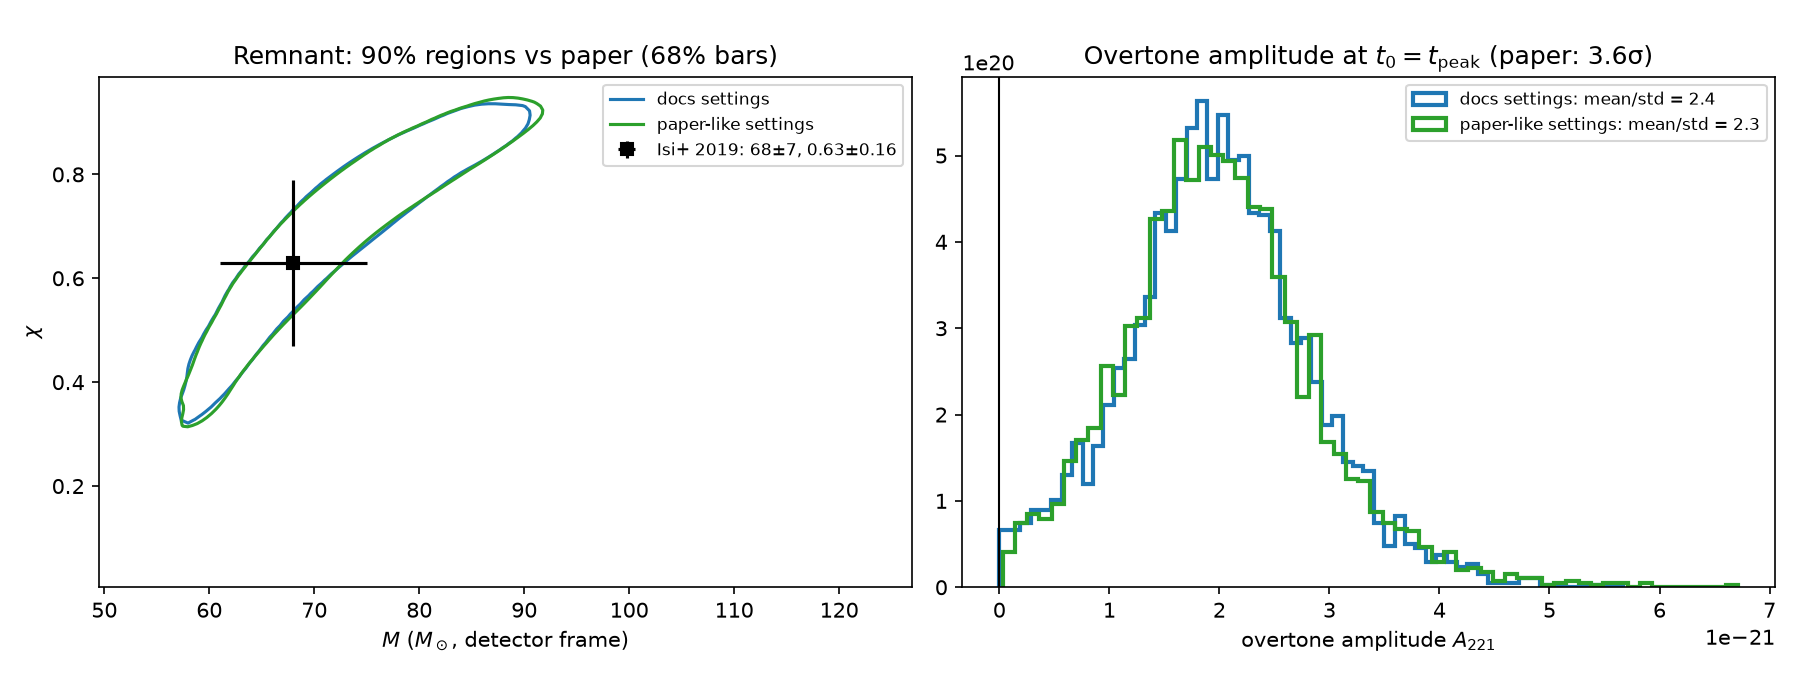 Remnant: 90% regions vs paper (68% bars)
docs settings
paper-like settings
Isi+ 2019: 68±7, 0.63±0.16
0.8
0.6
0.4
0.2
χ
50 60 70 80 90 100 110 120
M (M⊙, detector frame)
Overtone amplitude at t₀ = t_peak (paper: 3.6σ)
1e20
docs settings: mean/std = 2.4
paper-like settings: mean/std = 2.3
5
4
3
2
1
0
0 1 2 3 4 5 6 7
1e−21
overtone amplitude A₂₂₁